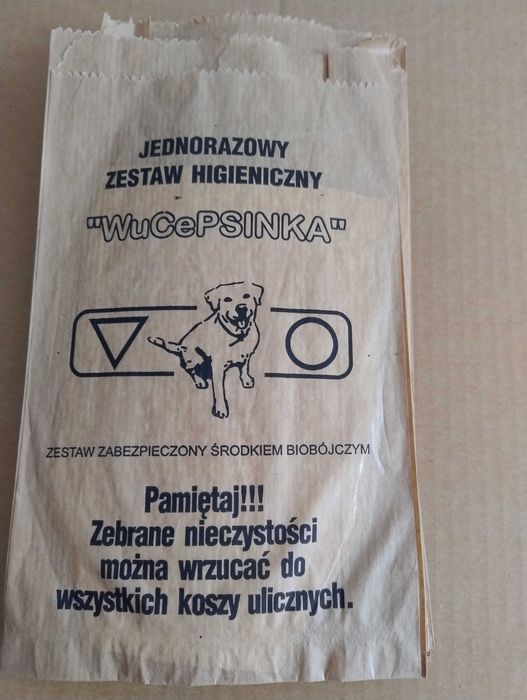 JEDNORAZOWY
ZESTAW HIGIENICZNY
"WuCePSINKA"
ZESTAW ZABEZPIECZONY ŚRODKIEM BIOBÓJCZYM
Pamiętaj!!!
Zebrane nieczystości
można wrzucać do
wszystkich koszy ulicznych.